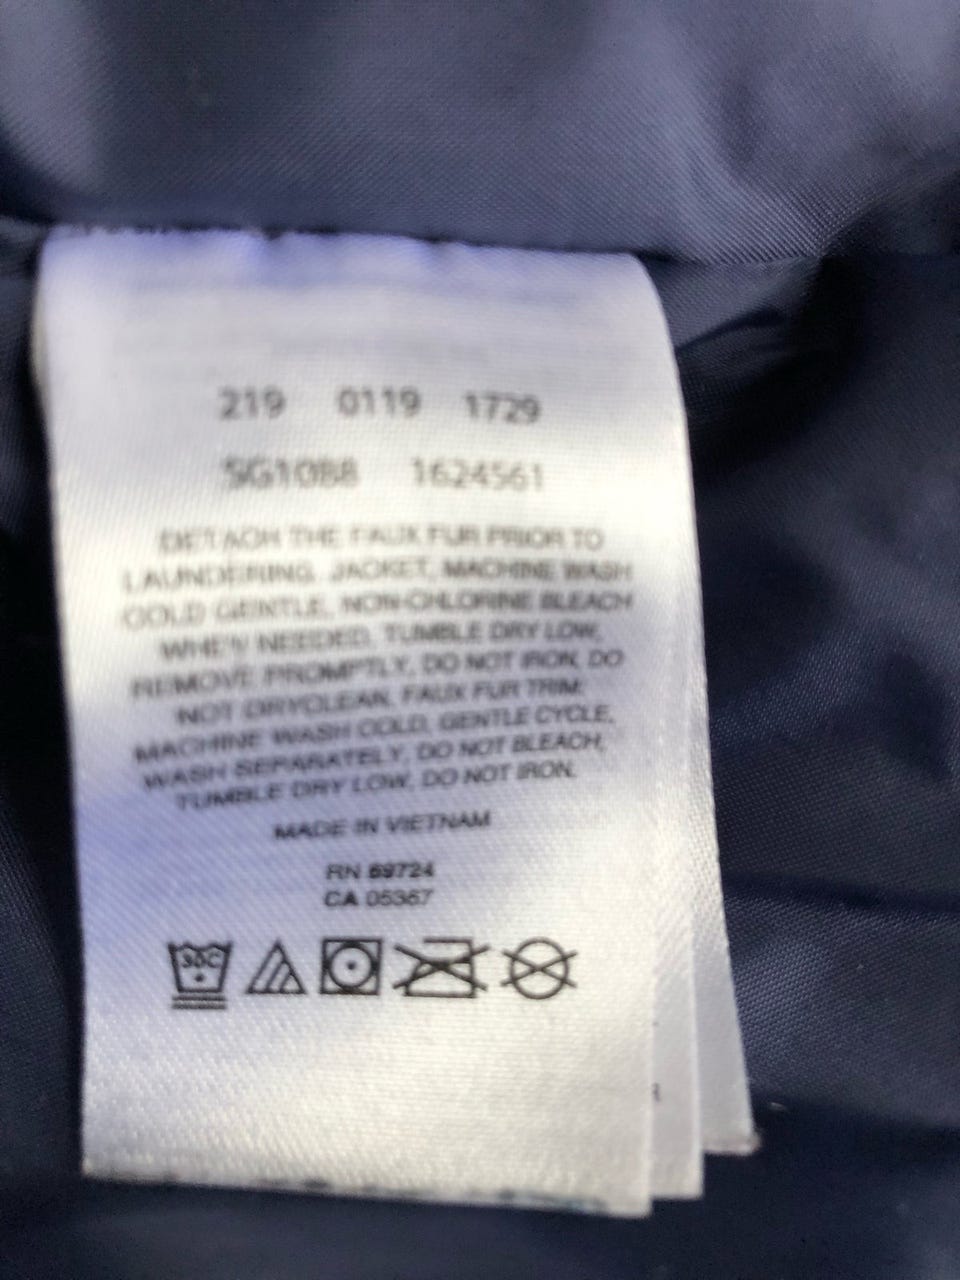 219 0119 1729
SG1088 1624561
DETACH THE FAUX FUR PRIOR TO
LAUNDERING. JACKET, MACHINE WASH
COLD GENTLE, NON-CHLORINE BLEACH
WHEN NEEDED, TUMBLE DRY LOW,
REMOVE PROMPTLY, DO NOT IRON, DO
NOT DRYCLEAN, FAUX FUR TRIM:
MACHINE WASH COLD, GENTLE CYCLE,
WASH SEPARATELY, DO NOT BLEACH,
TUMBLE DRY LOW, DO NOT IRON.
MADE IN VIETNAM
RN 69724
CA 05367
30C